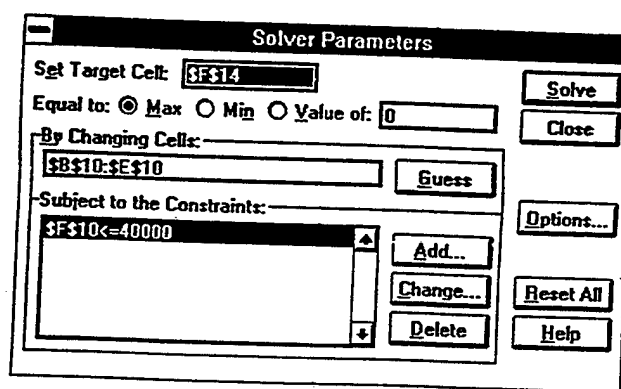 Solver Parameters
Set Target Cell: $F$14
Solve
Equal to: Max Min Value of: 0
Close
By Changing Cells:
$B$10:$E$10
Guess
Subject to the Constraints:
Options...
$F$10<=40000
Add...
Change...
Reset All
Delete
Help